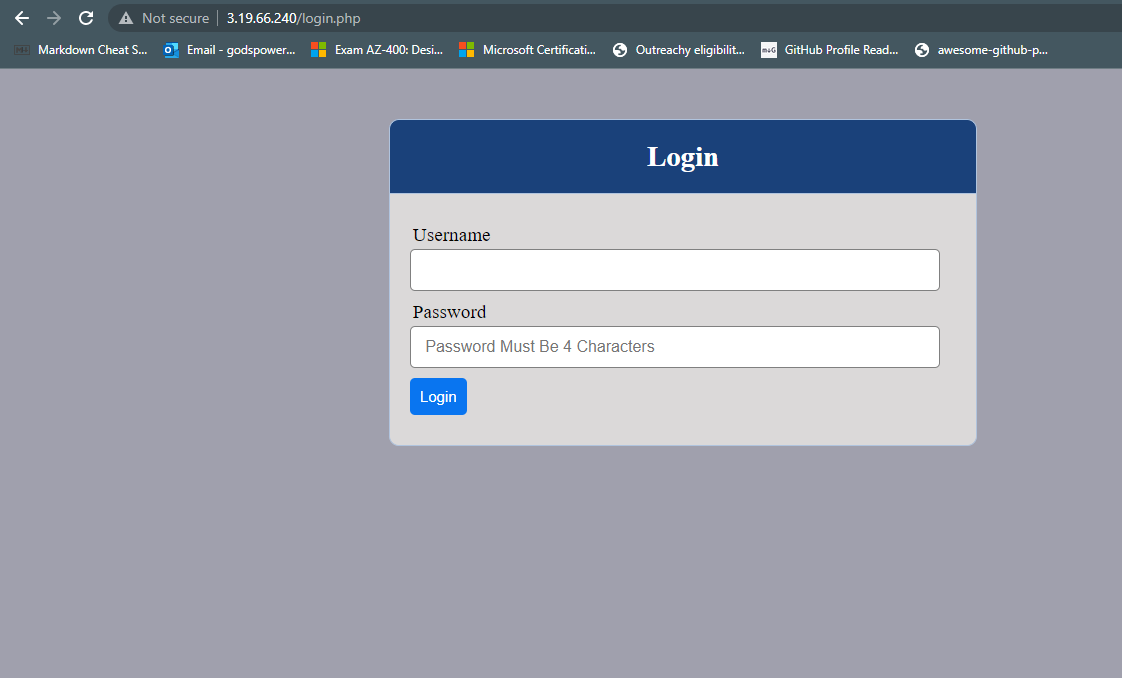 Not secure 3.19.66.240/login.php
Markdown Cheat S... Email - godspower... Exam AZ-400: Desi... Microsoft Certificati... Outreachy eligibilit... GitHub Profile Read... awesome-github-p...
Login
Username
Password
Password Must Be 4 Characters
Login